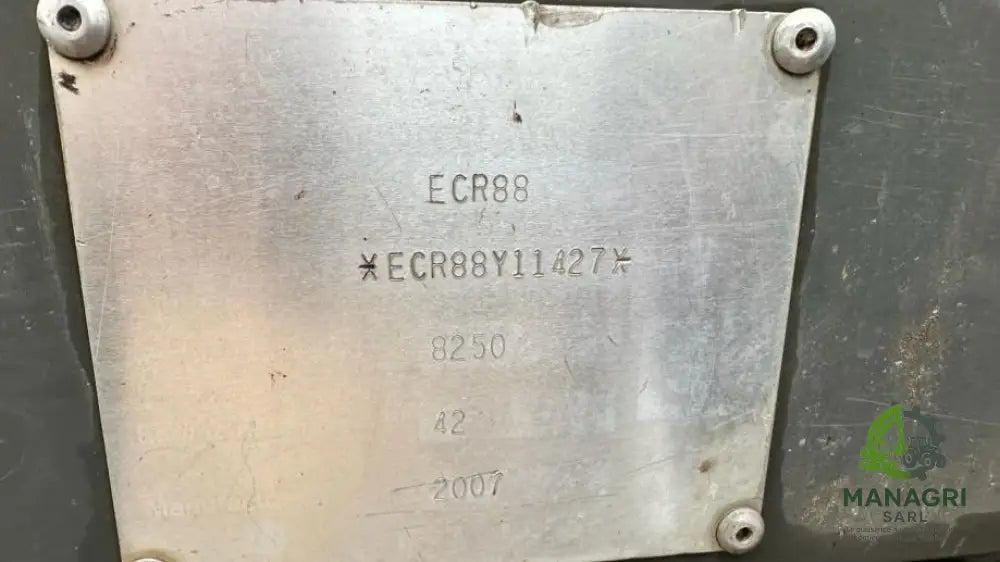 ECR88
*ECR88Y11427*
8250
42
2007
MANAGRI
SARL